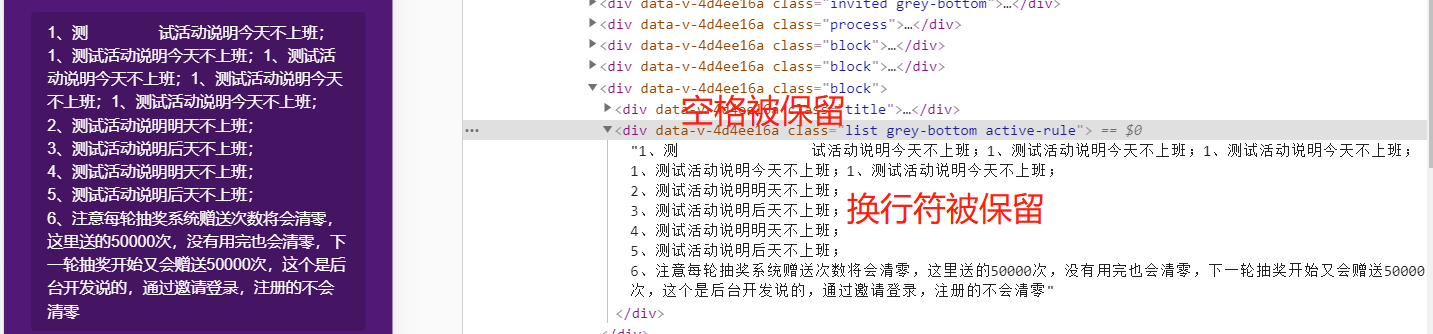 1、测 试活动说明今天不上班；
1、测试活动说明今天不上班；1、测试活
动说明今天不上班；1、测试活动说明今天
不上班；1、测试活动说明今天不上班；
2、测试活动说明明天不上班；
3、测试活动说明后天不上班；
4、测试活动说明明天不上班；
5、测试活动说明后天不上班；
6、注意每轮抽奖系统赠送次数将会清零，
这里送的50000次，没有用完也会清零，下
一轮抽奖开始又会赠送50000次，这个是后
台开发说的，通过邀请登录，注册的不会
清零
<div data-v-4d4ee16a class="invited grey-bottom">…</div>
<div data-v-4d4ee16a class="process">…</div>
<div data-v-4d4ee16a class="block">…</div>
<div data-v-4d4ee16a class="block">…</div>
<div data-v-4d4ee16a class="block">
<div data-v-4d4ee16a class="title">…</div>
空格被保留
<div data-v-4d4ee16a class="list grey-bottom active-rule"> == $0
"1、测 试活动说明今天不上班；1、测试活动说明今天不上班；1、测试活动说明今天不上班；
1、测试活动说明今天不上班；1、测试活动说明今天不上班；
2、测试活动说明明天不上班；
3、测试活动说明后天不上班；
换行符被保留
4、测试活动说明明天不上班；
5、测试活动说明后天不上班；
6、注意每轮抽奖系统赠送次数将会清零，这里送的50000次，没有用完也会清零，下一轮抽奖开始又会赠送50000
次，这个是后台开发说的，通过邀请登录，注册的不会清零"
</div>
</div>